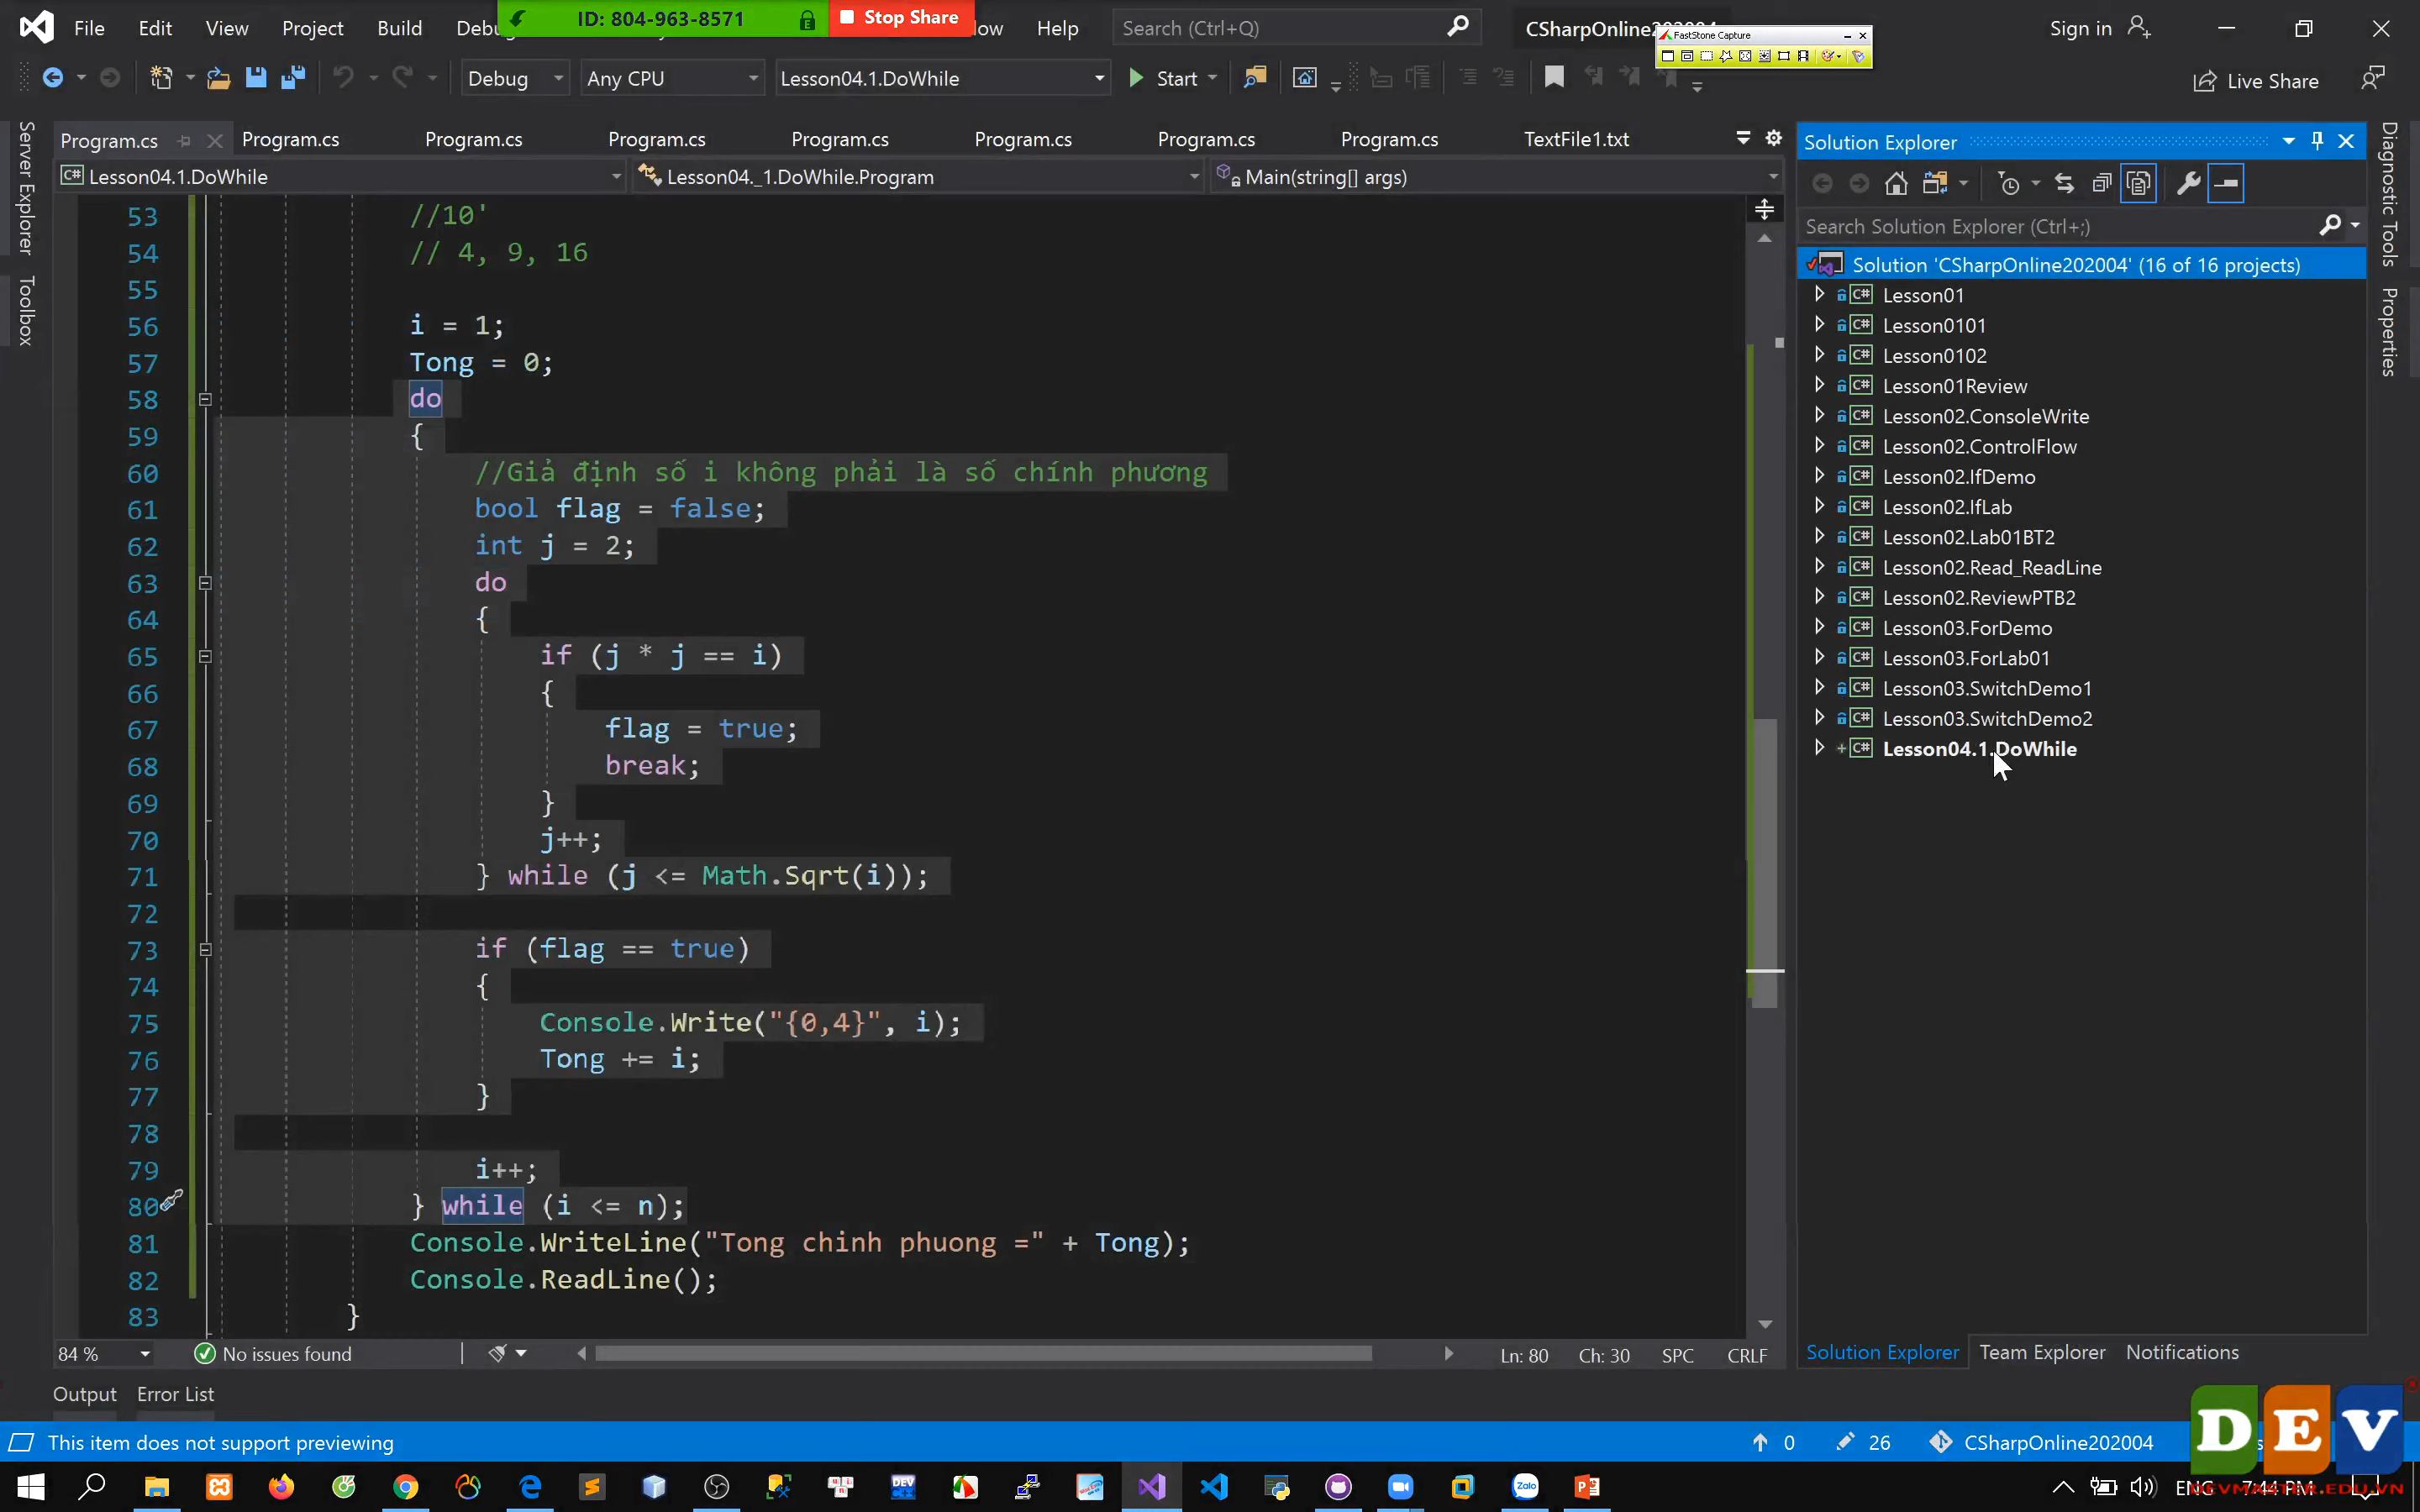 File Edit View Project Build Help
ID: 804-963-8571
Stop Share
Search (Ctrl+Q)
FastStone Capture
Sign in
Debug
Any CPU
Lesson04.1.DoWhile
Start
Live Share
Server Explorer
Toolbox
Program.cs
Program.cs
Program.cs
Program.cs
Program.cs
Program.cs
Program.cs
Program.cs
TextFile1.txt
C# Lesson04.1.DoWhile
Lesson04._1.DoWhile.Program
Main(string[] args)
53 //10'
54 // 4, 9, 16
55
56 i = 1;
57 Tong = 0;
58 do
59 {
60 //Giả định số i không phải là số chính phương
61 bool flag = false;
62 int j = 2;
63 do
64 {
65 if (j * j == i)
66 {
67 flag = true;
68 break;
69 }
70 j++;
71 } while (j <= Math.Sqrt(i));
72
73 if (flag == true)
74 {
75 Console.Write("{0,4}", i);
76 Tong += i;
77 }
78
79 i++;
80 } while (i <= n);
81 Console.WriteLine("Tong chinh phuong =" + Tong);
82 Console.ReadLine();
83 }
84 %
No issues found
Ln: 80
Ch: 30
SPC
CRLF
Output
Error List
Solution Explorer
Search Solution Explorer (Ctrl+;)
Solution 'CSharpOnline202004' (16 of 16 projects)
C# Lesson01
C# Lesson0101
C# Lesson0102
C# Lesson01Review
C# Lesson02.ConsoleWrite
C# Lesson02.ControlFlow
C# Lesson02.IfDemo
C# Lesson02.IfLab
C# Lesson02.Lab01BT2
C# Lesson02.Read_ReadLine
C# Lesson02.ReviewPTB2
C# Lesson03.ForDemo
C# Lesson03.ForLab01
C# Lesson03.SwitchDemo1
C# Lesson03.SwitchDemo2
C# Lesson04.1.DoWhile
Solution Explorer
Team Explorer
Notifications
Diagnostic Tools
Properties
This item does not support previewing
0
26
CSharpOnline202004
DEV
DEVMASTER.EDU.VN
ENG
7:44 PM